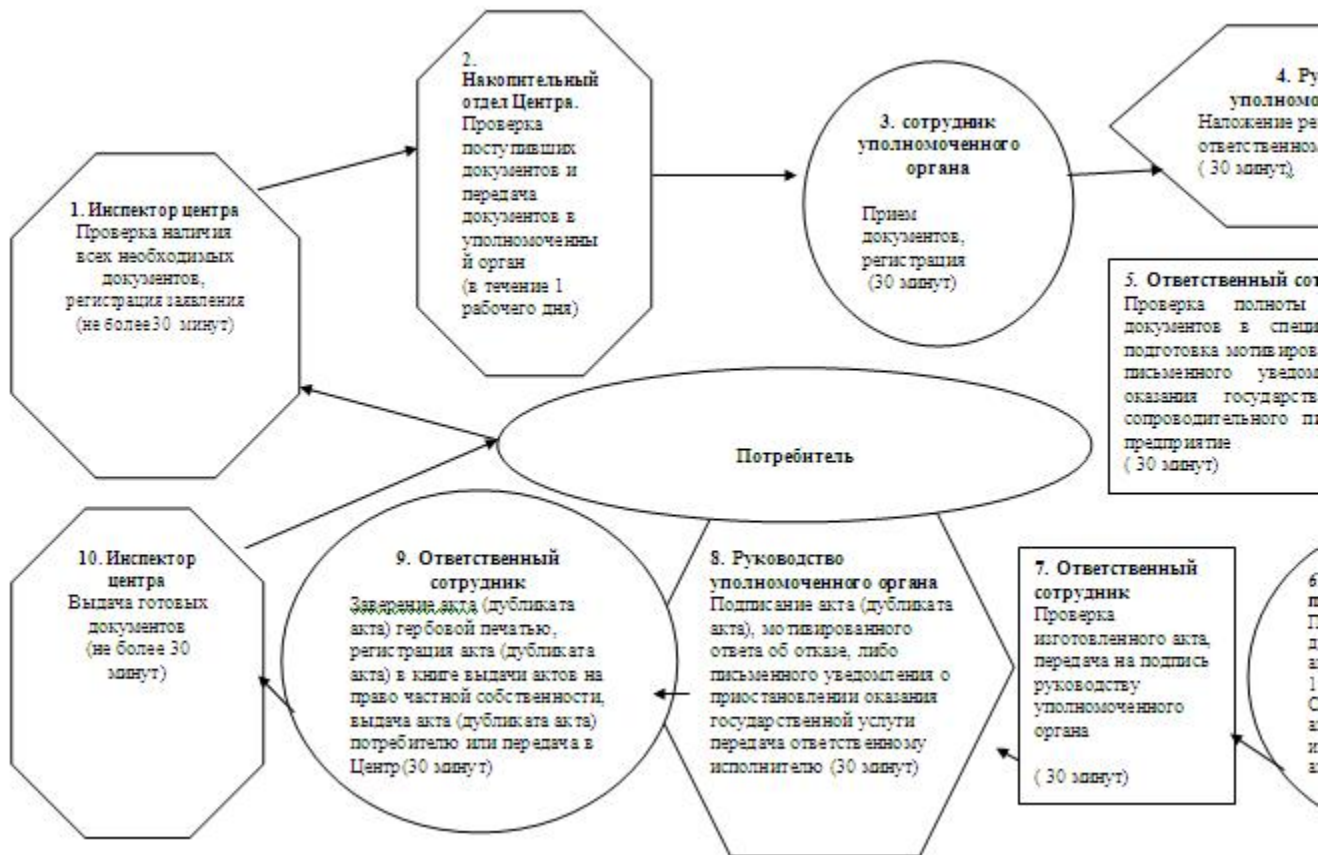 1. Инспектор центра
Проверка наличия
всех необходимых
документов,
регистрация заявления
(не более30 минут)
2.
Накопительный
отдел Центра.
Проверка
поступивших
документов и
передача
документов в
уполномоченны
й орган
(в течение 1
рабочего дня)
3. сотрудник
уполномоченного
органа
Прием
документов,
регистрация
(30 минут)
4. Ру
уполномо
Наложение ре
ответственном
( 30 минут)
5. Ответственный сот
Проверка полноты
документов в специ
подготовка мотивиров
письменного уведом
оказания государств
сопроводительного пи
предприятие
( 30 минут)
Потребитель
10. Инспектор
центра
Выдача готовых
документов
(не более 30
минут)
9. Ответственный
сотрудник
Заверение акта (дубликата
акта) гербовой печатью,
регистрация акта (дубликата
акта) в книге выдачи актов на
право частной собственности,
выдача акта (дубликата акта)
потребителю или передача в
Центр(30 минут)
8. Руководство
уполномоченного органа
Подписание акта (дубликата
акта), мотивированного
ответа об отказе, либо
письменного уведомления о
приостановлении оказания
государственной услуги
передача ответственному
исполнителю (30 минут)
7. Ответственный
сотрудник
Проверка
изготовленного акта,
передача на подпись
руководству
уполномоченного
органа
( 30 минут)
6
п
П
д
а
1
С
а
и
а